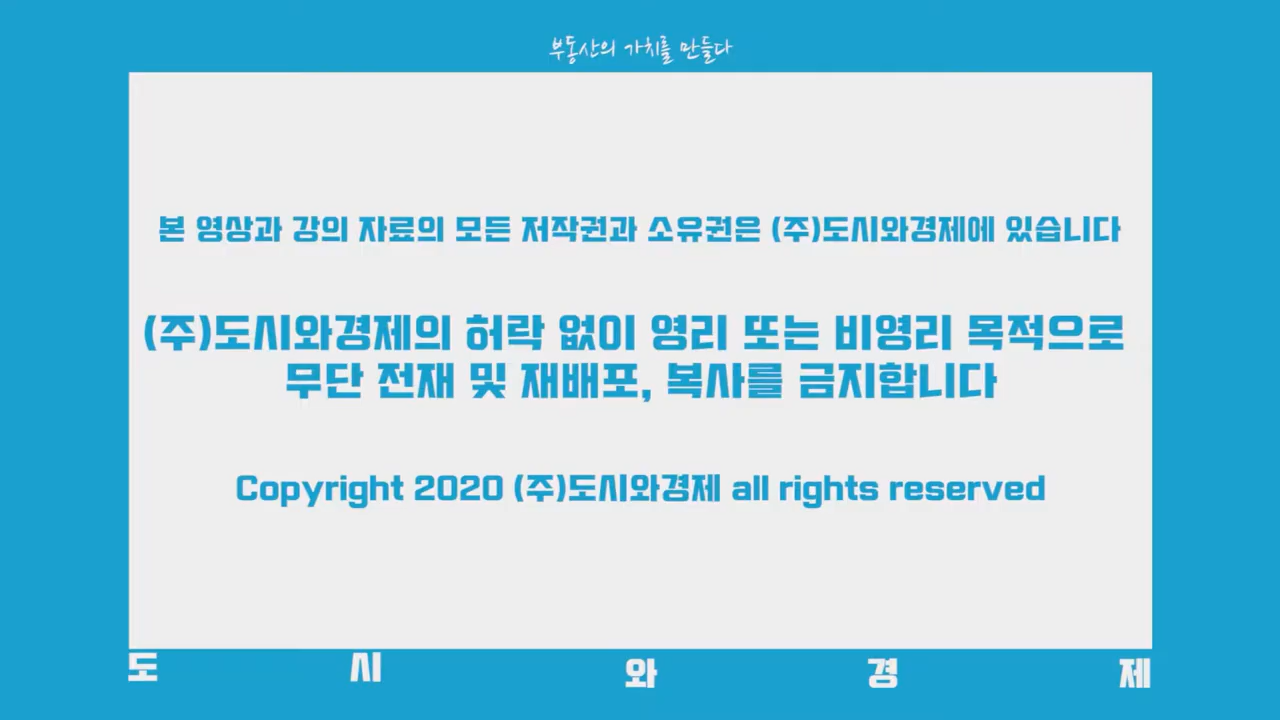 부동산의 가치를 만들다
본 영상과 강의 자료의 모든 저작권과 소유권은 (주)도시와경제에 있습니다
(주)도시와경제의 허락 없이 영리 또는 비영리 목적으로
무단 전재 및 재배포, 복사를 금지합니다
Copyright 2020 (주)도시와경제 all rights reserved
도 시 와 경 제